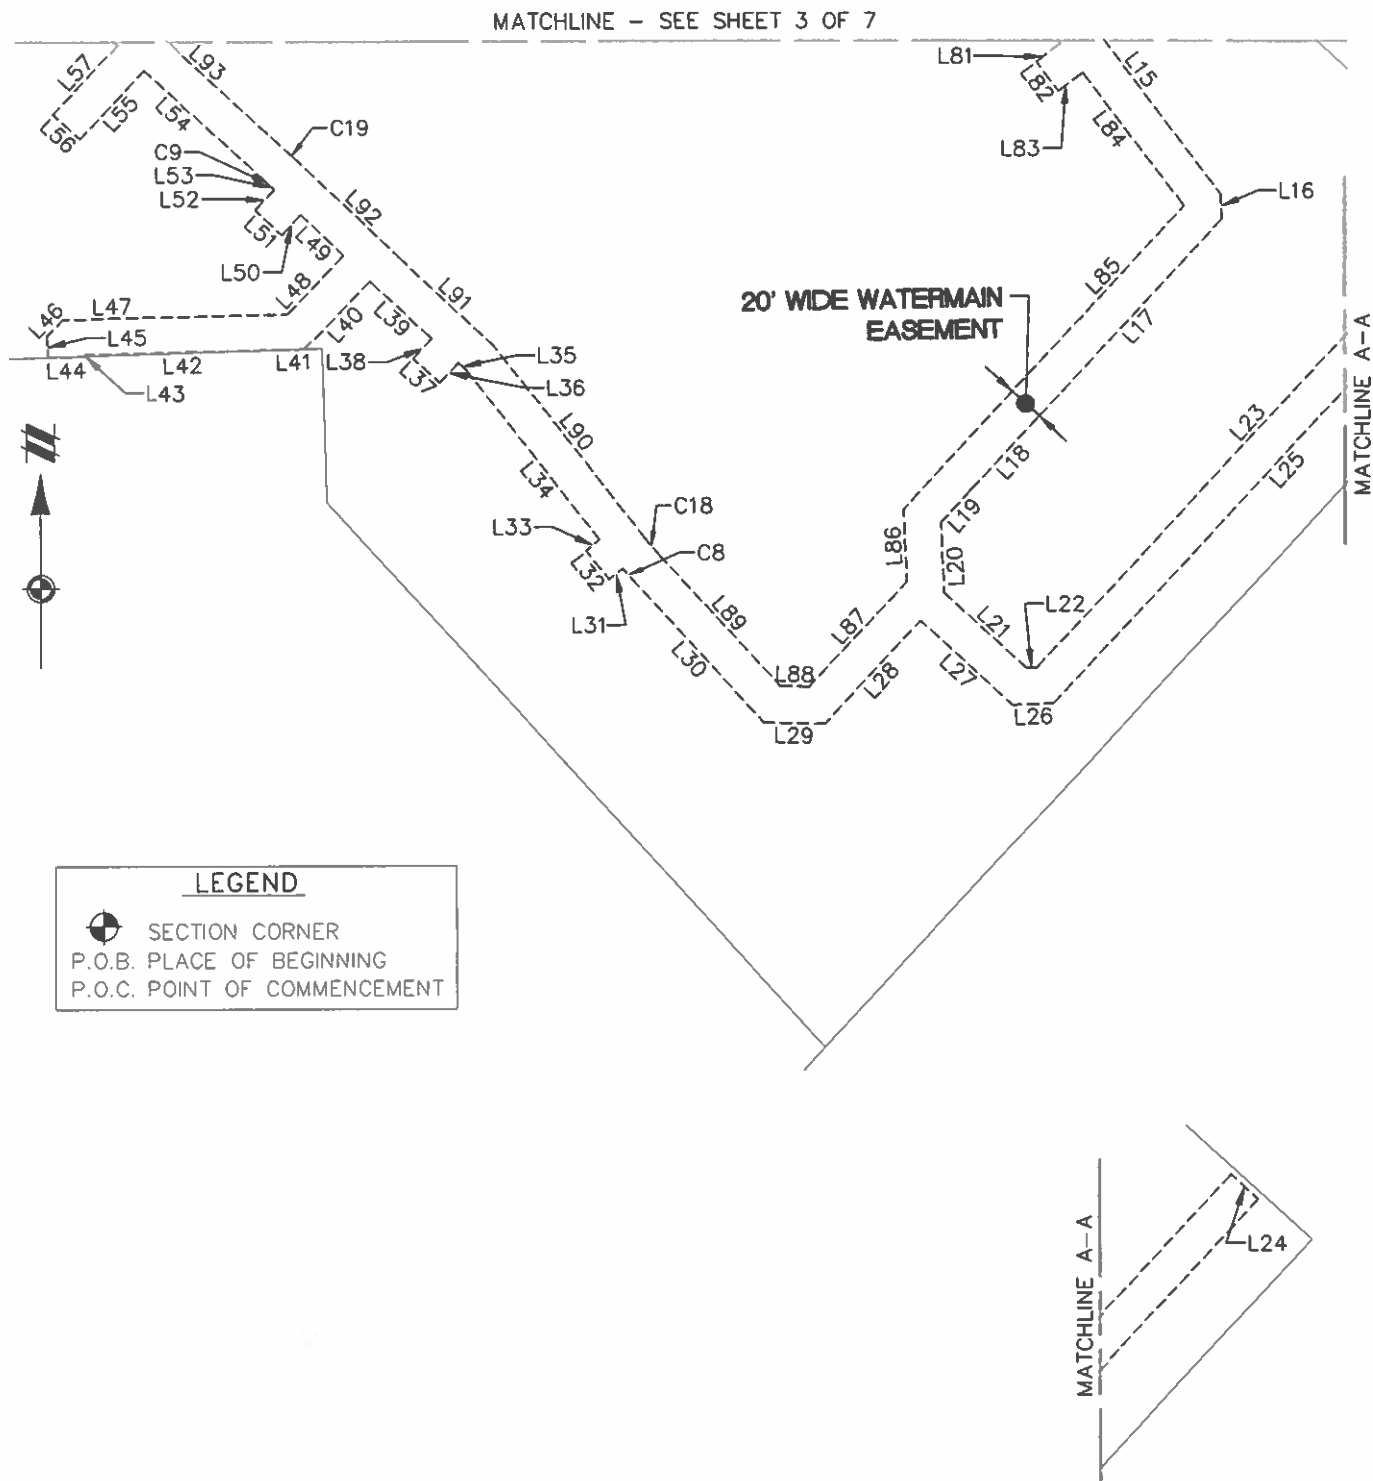 MATCHLINE - SEE SHEET 3 OF 7
L57
L93
L81
L15
L56
L55
L54
L82
L83
L84
C19
C9
L53
L52
L16
L92
L51
L49
L50
L48
L91
L85
20' WIDE WATERMAIN
EASEMENT
L17
L46
L47
L45
L40
L39
L44
L42
L41
L38
L35
L43
L37
L36
MATCHLINE A-A
L90
L23
L18
L25
L34
C18
L19
L33
L86
C8
L20
L32
L31
L89
L87
L21
L22
L30
L88
L28
L27
L29
L26
LEGEND
SECTION CORNER
P.O.B. PLACE OF BEGINNING
P.O.C. POINT OF COMMENCEMENT
MATCHLINE A-A
L24